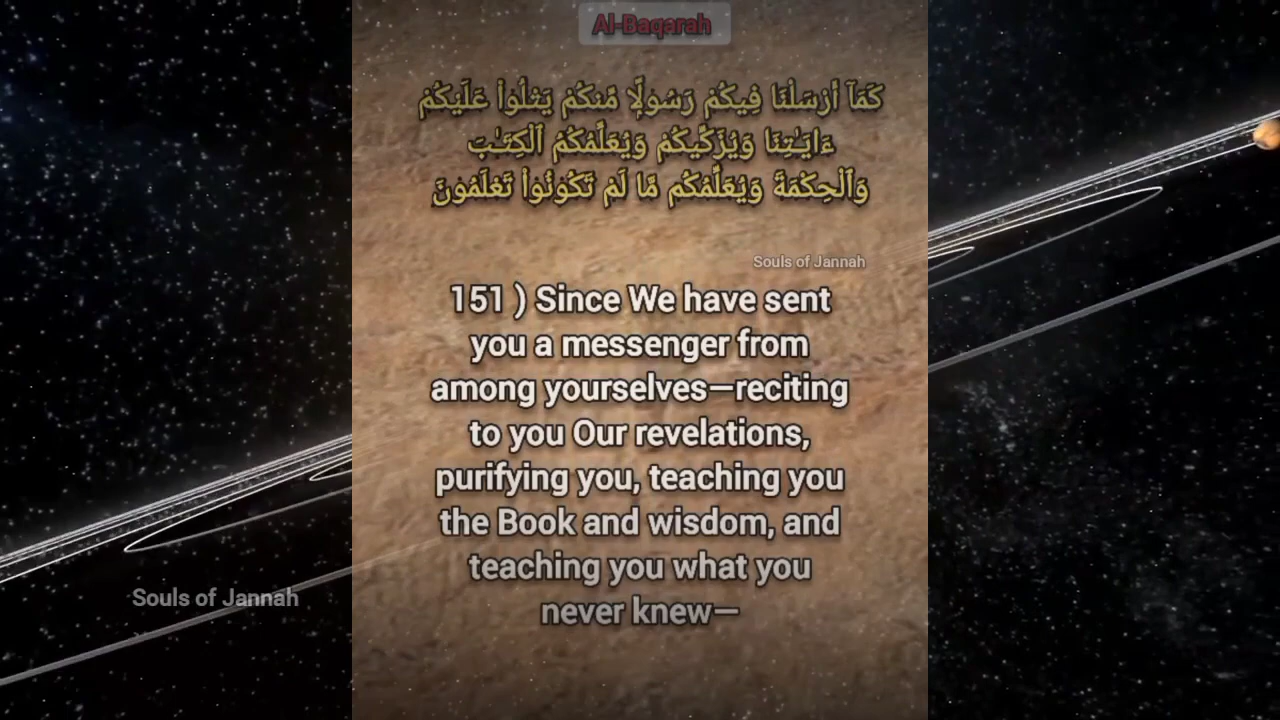 Al-Baqarah
كَمَآ أَرْسَلْنَا فِيكُمْ رَسُولًا مِّنكُمْ يَتْلُوا۟ عَلَيْكُمْ
ءَايَـٰتِنَا وَيُزَكِّيكُمْ وَيُعَلِّمُكُمُ ٱلْكِتَـٰبَ
وَٱلْحِكْمَةَ وَيُعَلِّمُكُم مَّا لَمْ تَكُونُوا۟ تَعْلَمُونَ
Souls of Jannah
151 ) Since We have sent
you a messenger from
among yourselves—reciting
to you Our revelations,
purifying you, teaching you
the Book and wisdom, and
teaching you what you
never knew—
Souls of Jannah